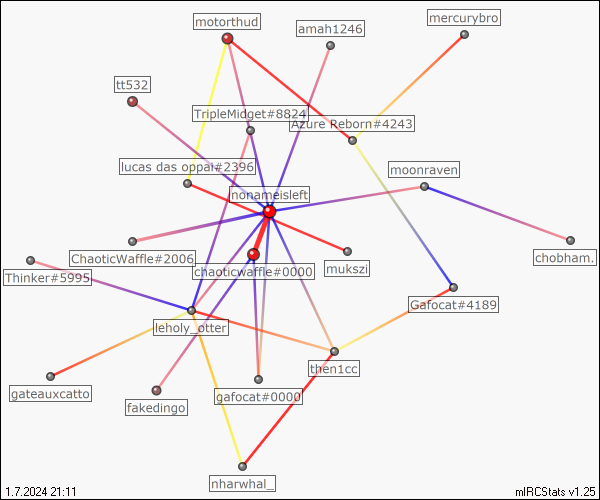 mercurybro
motorthud
amah1246
tt532
TripleMidget#8824
Azure Reborn#4243
lucas das oppai#2396
moonraven
nonameisleft
ChaoticWaffle#2006
chobham.
chaoticwaffle#0000
mukszi
Thinker#5995
Gafocat#4189
leholy_otter
then1cc
gateauxcatto
gafocat#0000
fakedingo
nharwhal_
1.7.2024 21:11
mIRCStats v1.25